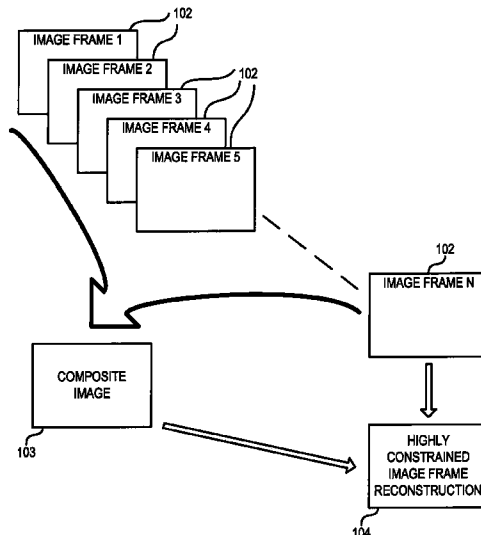 102
IMAGE FRAME 1
102
IMAGE FRAME 2
102
IMAGE FRAME 3
102
IMAGE FRAME 4
IMAGE FRAME 5
102
IMAGE FRAME N
COMPOSITE
IMAGE
103
HIGHLY
CONSTRAINED
IMAGE FRAME
RECONSTRUCTION
104